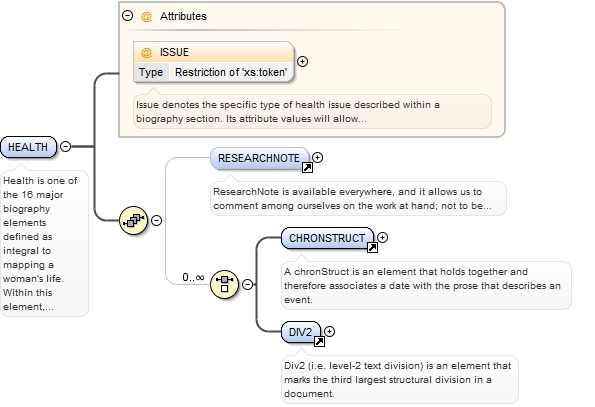 @ Attributes
@ ISSUE
Type Restriction of 'xs:token'
Issue denotes the specific type of health issue described within a
biography section. Its attribute values will allow...
HEALTH
Health is one of
the 16 major
biography
elements
defined as
integral to
mapping a
woman's life.
Within this
element,...
RESEARCHNOTE
ResearchNote is available everywhere, and it allows us to
comment among ourselves on the work at hand; not to be...
0..∞
CHRONSTRUCT
A chronStruct is an element that holds together and
therefore associates a date with the prose that describes an
event.
DIV2
Div2 (i.e. level-2 text division) is an element that
marks the third largest structural division in a
document.